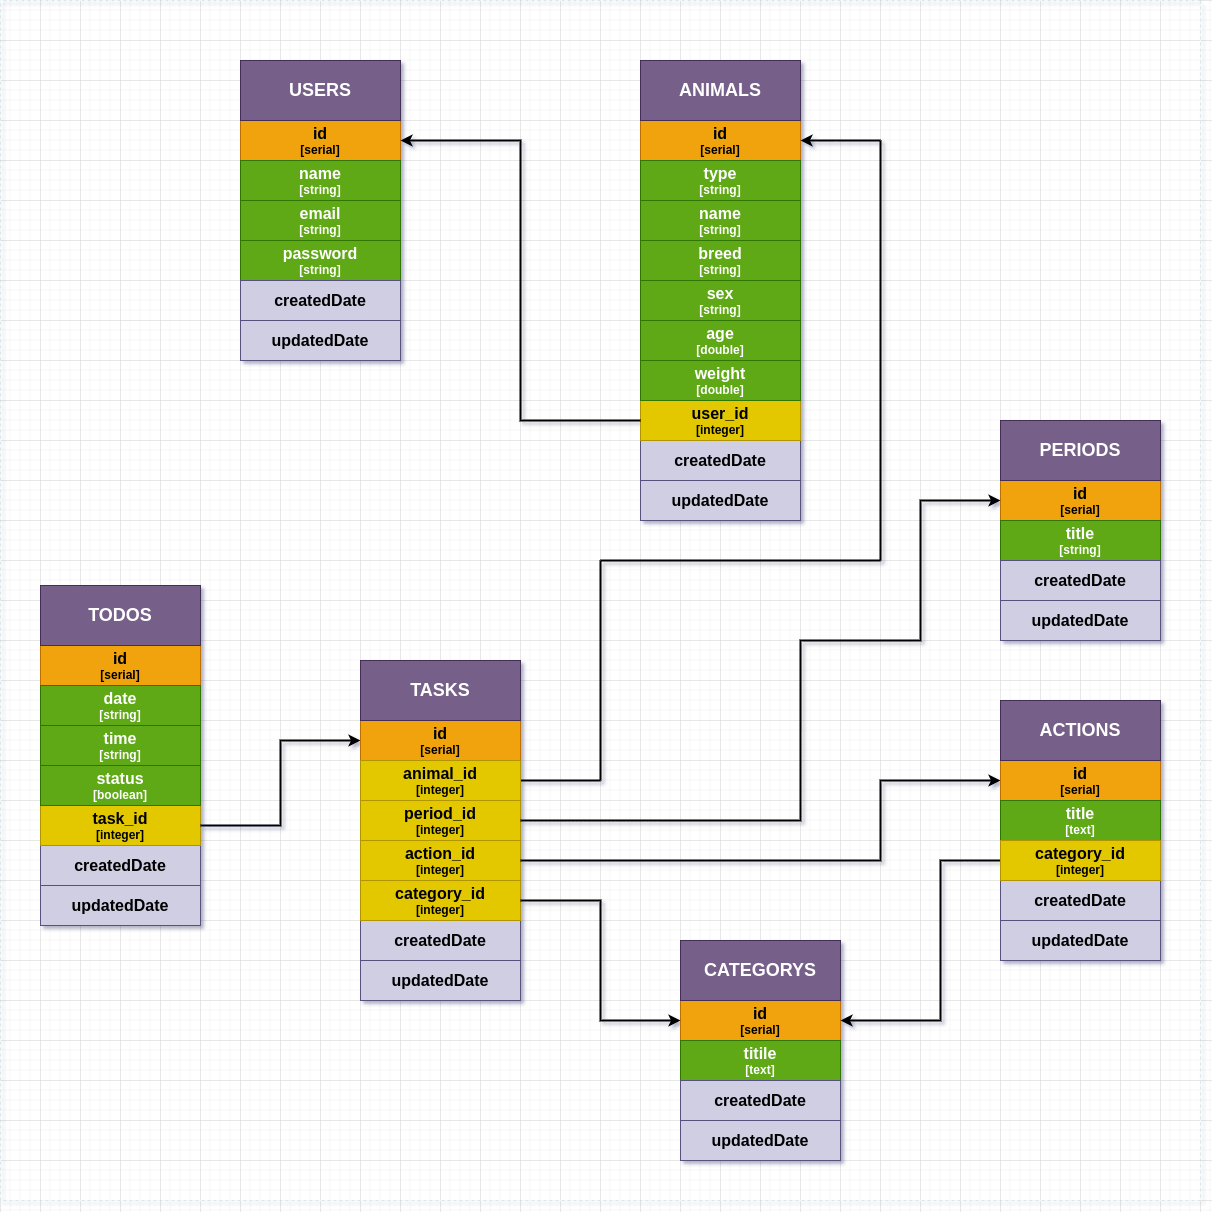 USERS
id
[serial]
name
[string]
email
[string]
password
[string]
createdDate
updatedDate
ANIMALS
id
[serial]
type
[string]
name
[string]
breed
[string]
sex
[string]
age
[double]
weight
[double]
user_id
[integer]
createdDate
updatedDate
PERIODS
id
[serial]
title
[string]
createdDate
updatedDate
TODOS
id
[serial]
date
[string]
time
[string]
status
[boolean]
task_id
[integer]
createdDate
updatedDate
TASKS
id
[serial]
animal_id
[integer]
period_id
[integer]
action_id
[integer]
category_id
[integer]
createdDate
updatedDate
ACTIONS
id
[serial]
title
[text]
category_id
[integer]
createdDate
updatedDate
CATEGORYS
id
[serial]
titile
[text]
createdDate
updatedDate